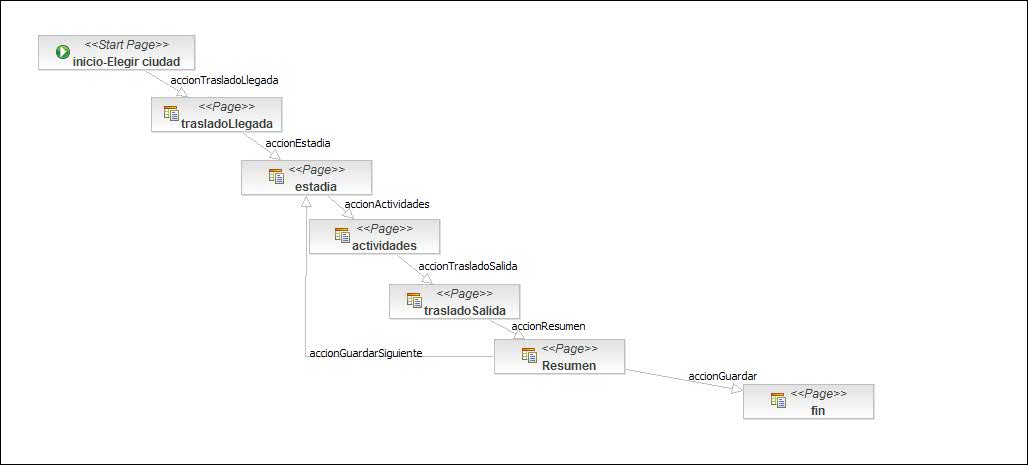 <<Start Page>>
inicio-Elegir ciudad
accionTrasladoLlegada
<<Page>>
trasladoLlegada
accionEstadia
<<Page>>
estadia
accionActividades
<<Page>>
actividades
accionTrasladoSalida
<<Page>>
trasladoSalida
accionResumen
<<Page>>
Resumen
accionGuardarSiguiente
accionGuardar
<<Page>>
fin